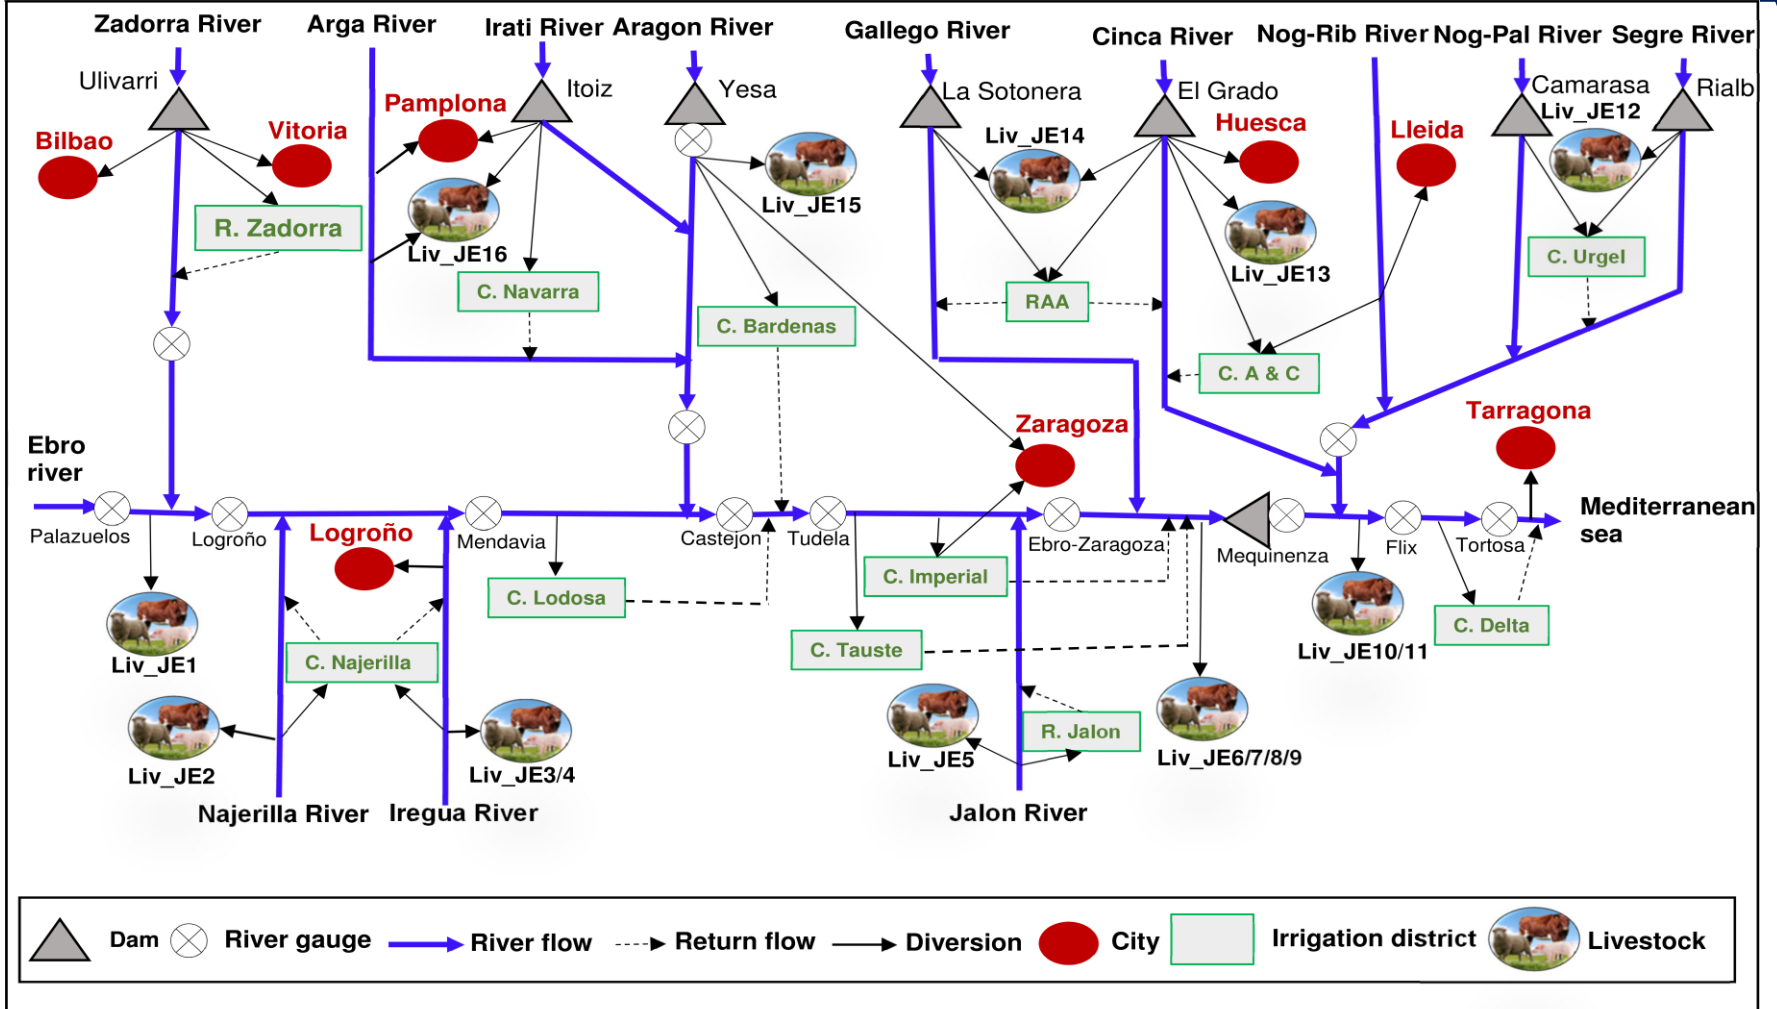 Zadorra River
Arga River
Irati River
Aragon River
Gallego River
Cinca River
Nog-Rib River
Nog-Pal River
Segre River
Ulivarri
Itoiz
Yesa
La Sotonera
El Grado
Camarasa
Rialb
Bilbao
Vitoria
Pamplona
Huesca
Lleida
Liv_JE12
Liv_JE14
Liv_JE15
R. Zadorra
Liv_JE16
Liv_JE13
C. Navarra
C. Bardenas
RAA
C. Urgel
C. A & C
Ebro
river
Zaragoza
Tarragona
Palazuelos
Logroño
Logroño
Mendavia
Castejon
Tudela
Ebro-Zaragoza
Mequinenza
Flix
Tortosa
Mediterranean
sea
C. Lodosa
C. Imperial
C. Delta
Liv_JE1
C. Najerilla
C. Tauste
Liv_JE10/11
Liv_JE2
Liv_JE3/4
Liv_JE5
R. Jalon
Liv_JE6/7/8/9
Najerilla River
Iregua River
Jalon River
Dam
River gauge
River flow
Return flow
Diversion
City
Irrigation district
Livestock